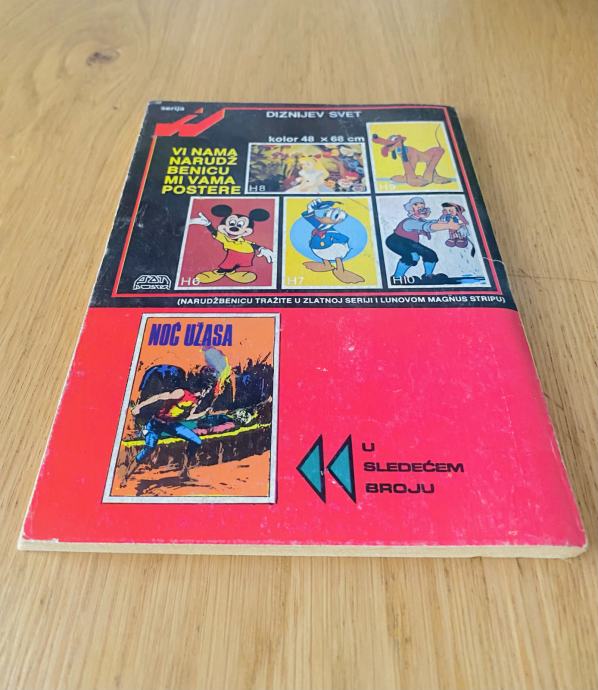 serija
DIZNIJEV SVET
kolor 48 x 68 cm
VI NAMA
NARUDŽ
BENICU
MI VAMA
POSTERE
H8
H5
H6
H7
H10
(NARUDŽBENICU TRAŽITE U ZLATNOJ SERIJI I LUNOVOM MAGNUS STRIPU)
NOĆ UŽASA
U
SLEDEĆEM
BROJU